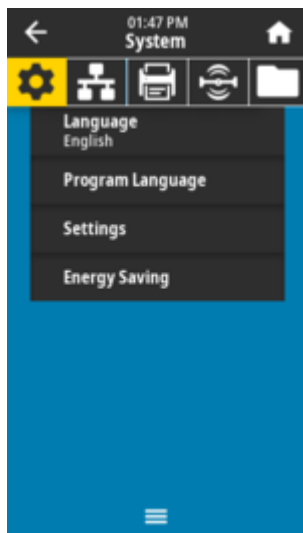 01:47 PM
System
Language
English
Program Language
Settings
Energy Saving